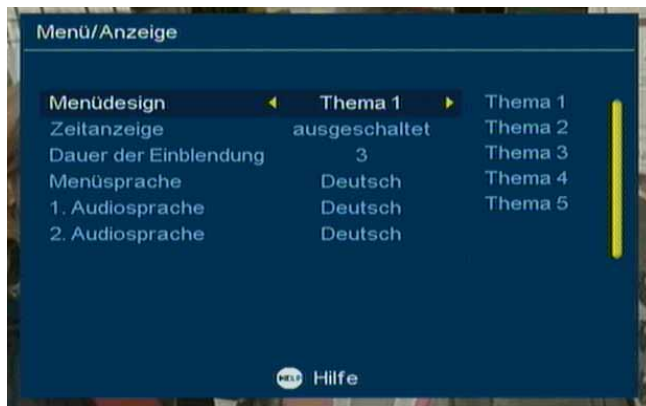 Menü/Anzeige
Menüdesign Thema 1 Thema 1
Zeitanzeige ausgeschaltet Thema 2
Dauer der Einblendung 3 Thema 3
Menüsprache Deutsch Thema 4
1. Audiosprache Deutsch Thema 5
2. Audiosprache Deutsch
HELP Hilfe